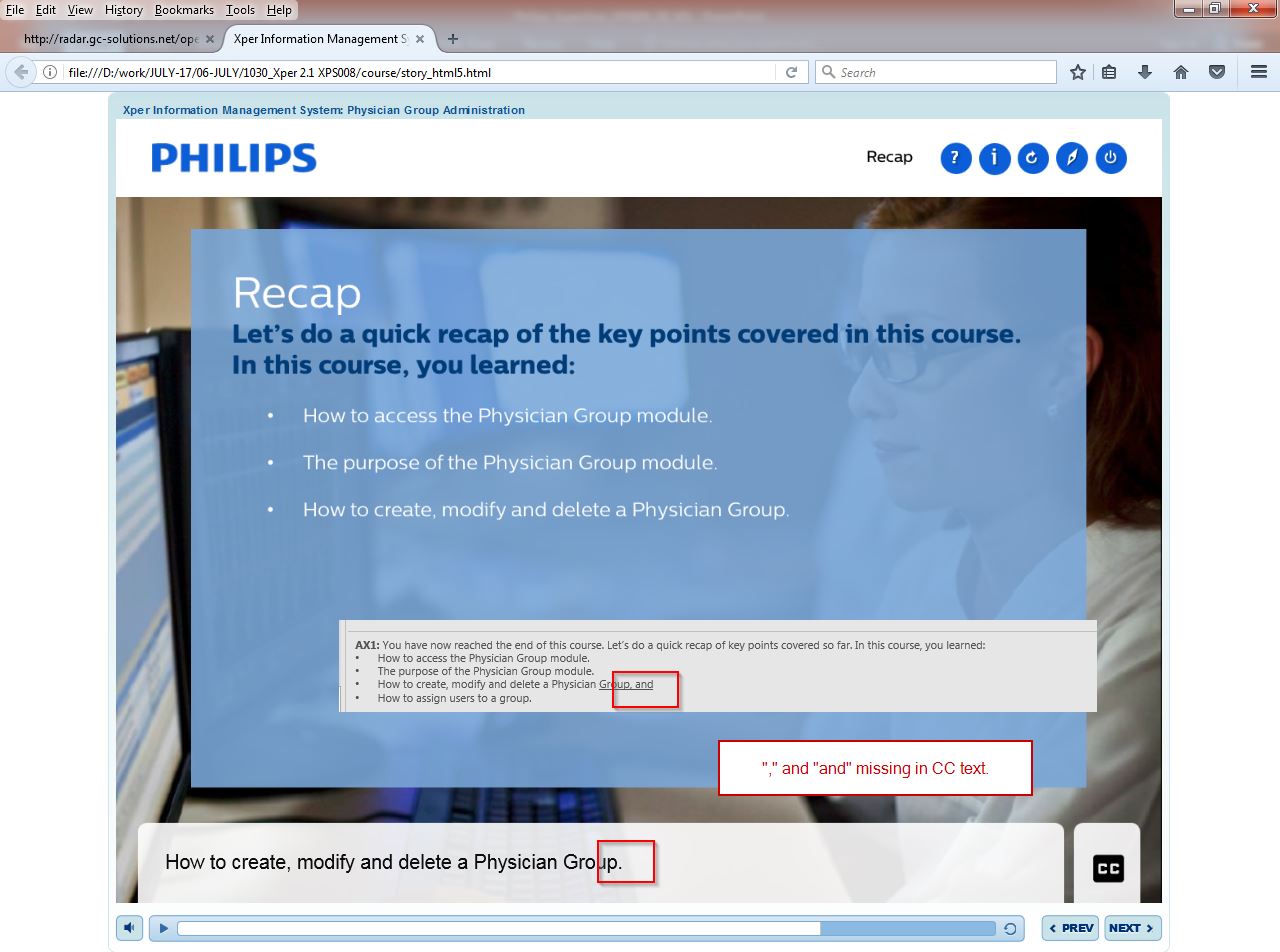 File Edit View History Bookmarks Tools Help
http://radar.gc-solutions.net/ope
Xper Information Management S
file:///D:/work/JULY-17/06-JULY/1030_Xper 2.1 XPS008/course/story_html5.html
Search
Xper Information Management System: Physician Group Administration
PHILIPS
Recap
Recap
Let's do a quick recap of the key points covered in this course.
In this course, you learned:
• How to access the Physician Group module.
• The purpose of the Physician Group module.
• How to create, modify and delete a Physician Group.
AX1: You have now reached the end of this course. Let's do a quick recap of key points covered so far. In this course, you learned:
• How to access the Physician Group module.
• The purpose of the Physician Group module.
• How to create, modify and delete a Physician Group, and
• How to assign users to a group.
"," and "and" missing in CC text.
How to create, modify and delete a Physician Group.
CC
PREV
NEXT